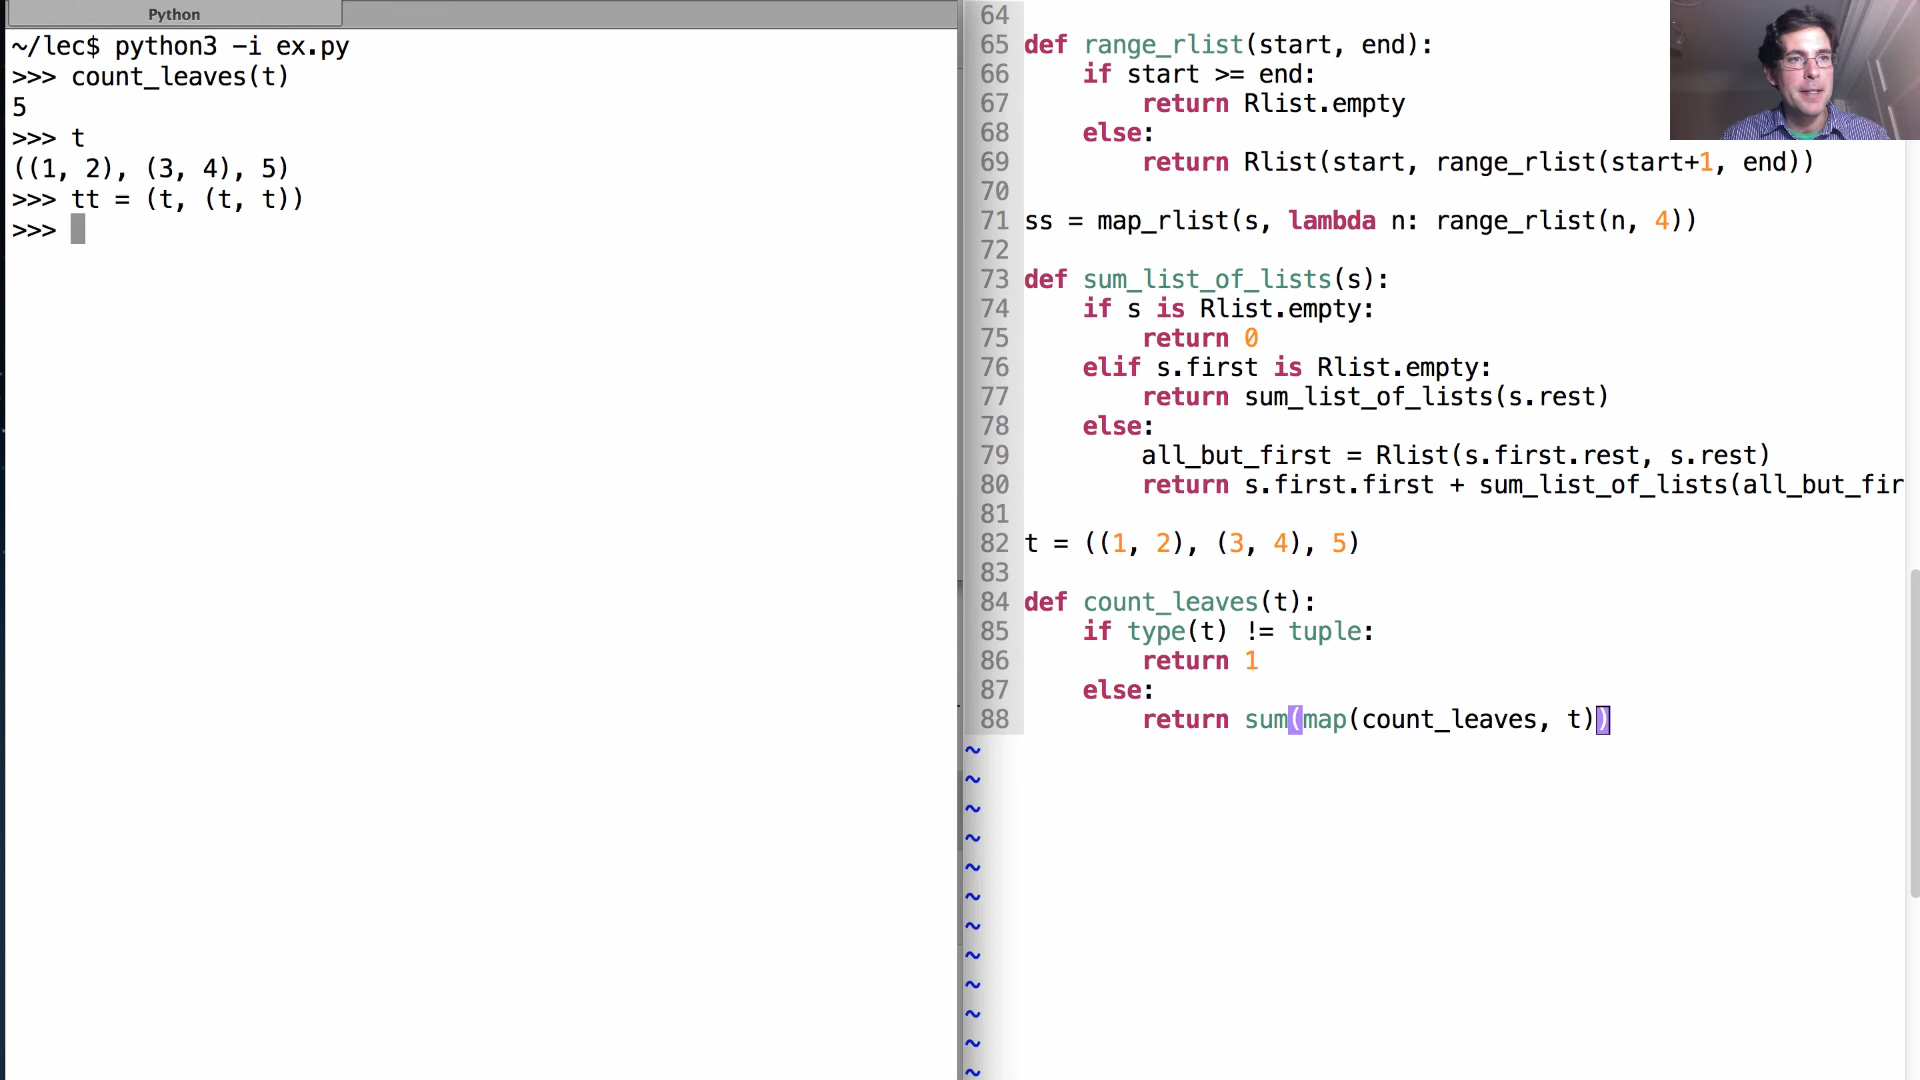 Python
~/lec$ python3 -i ex.py
>>> count_leaves(t)
5
>>> t
((1, 2), (3, 4), 5)
>>> tt = (t, (t, t))
>>>
64
65 def range_rlist(start, end):
66     if start >= end:
67         return Rlist.empty
68     else:
69         return Rlist(start, range_rlist(start+1, end))
70
71 ss = map_rlist(s, lambda n: range_rlist(n, 4))
72
73 def sum_list_of_lists(s):
74     if s is Rlist.empty:
75         return 0
76     elif s.first is Rlist.empty:
77         return sum_list_of_lists(s.rest)
78     else:
79         all_but_first = Rlist(s.first.rest, s.rest)
80         return s.first.first + sum_list_of_lists(all_but_fir
81
82 t = ((1, 2), (3, 4), 5)
83
84 def count_leaves(t):
85     if type(t) != tuple:
86         return 1
87     else:
88         return sum(map(count_leaves, t))
~
~
~
~
~
~
~
~
~
~
~
~